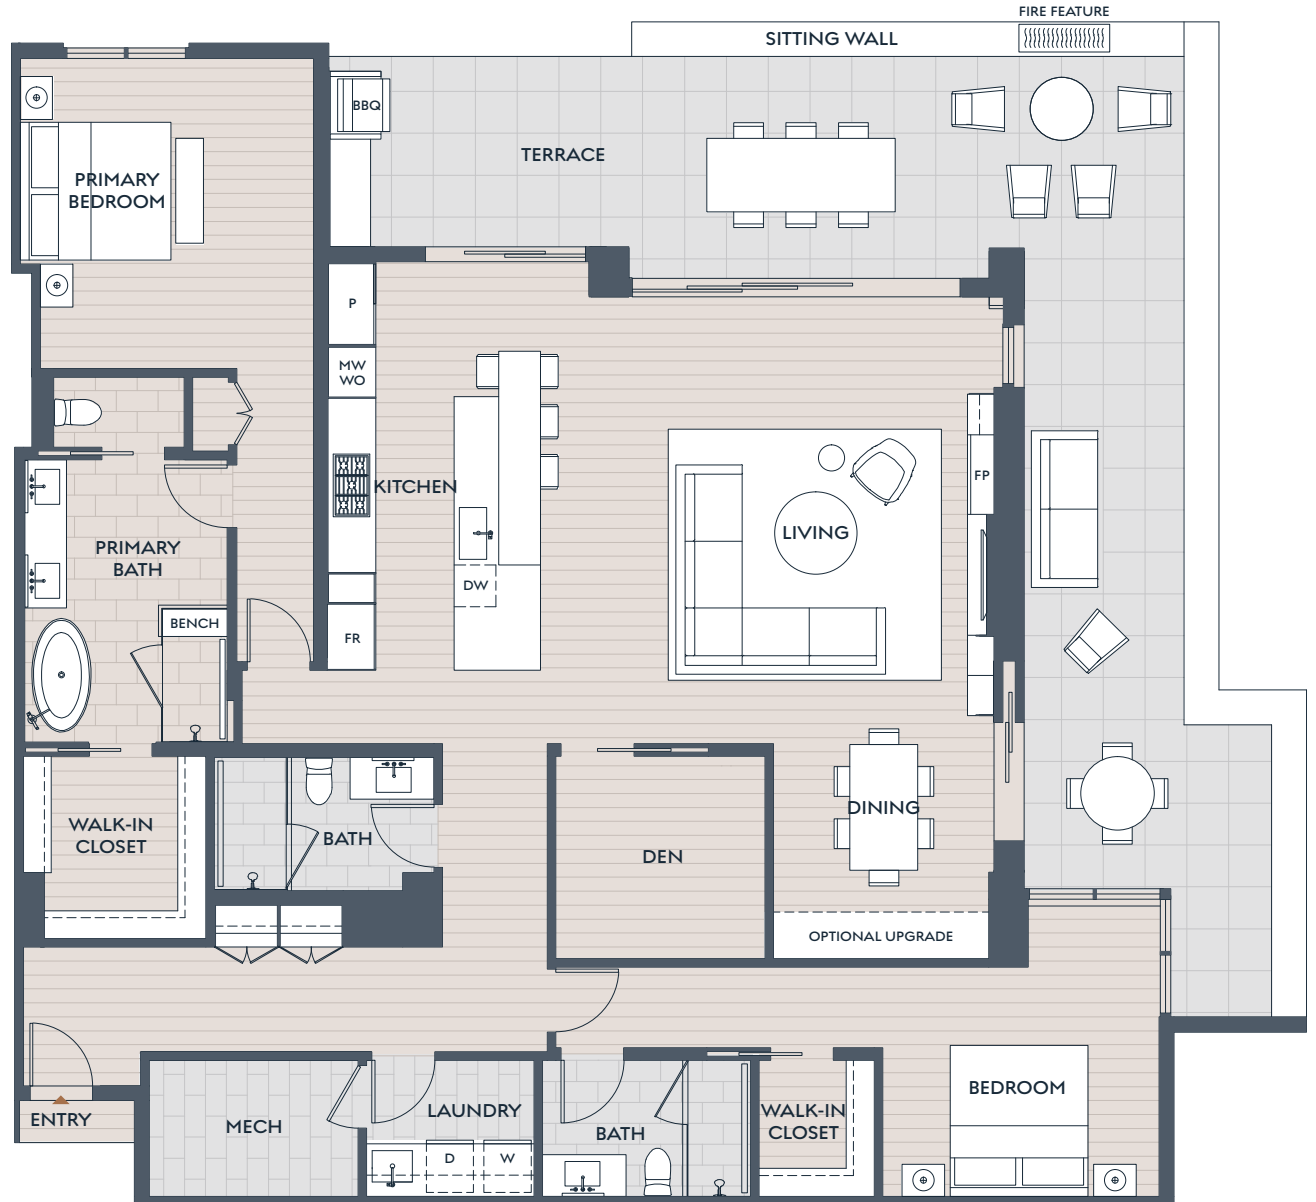 FIRE FEATURE
SITTING WALL
BBQ
TERRACE
PRIMARY
BEDROOM
P
MW
WO
KITCHEN
FP
LIVING
PRIMARY
BATH
DW
BENCH
FR
DINING
WALK-IN
CLOSET
BATH
DEN
OPTIONAL UPGRADE
ENTRY
MECH
LAUNDRY
D
W
BATH
WALK-IN
CLOSET
BEDROOM